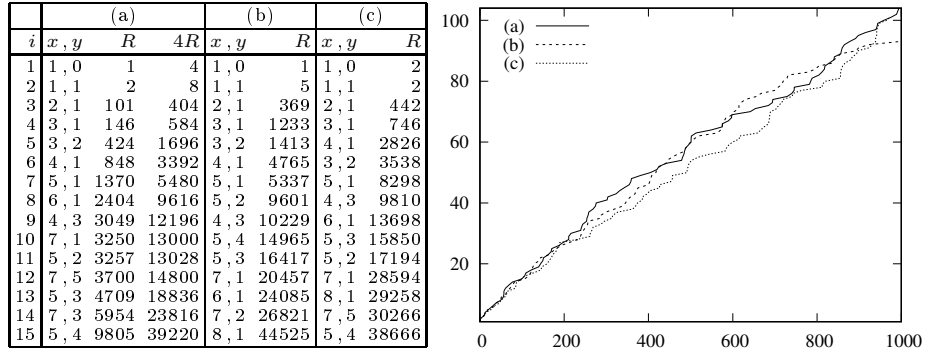 (a) (b) (c)
i x , y R 4R x , y R x , y R
1 1 , 0 1 4 1 , 0 1 1 , 0 2
2 1 , 1 2 8 1 , 1 5 1 , 1 2
3 2 , 1 101 404 2 , 1 369 2 , 1 442
4 3 , 1 146 584 3 , 1 1233 3 , 1 746
5 3 , 2 424 1696 3 , 2 1413 4 , 1 2826
6 4 , 1 848 3392 4 , 1 4765 3 , 2 3538
7 5 , 1 1370 5480 5 , 1 5337 5 , 1 8298
8 6 , 1 2404 9616 5 , 2 9601 4 , 3 9810
9 4 , 3 3049 12196 4 , 3 10229 6 , 1 13698
10 7 , 1 3250 13000 5 , 4 14965 5 , 3 15850
11 5 , 2 3257 13028 5 , 3 16417 5 , 2 17194
12 7 , 5 3700 14800 7 , 1 20457 7 , 1 28594
13 5 , 3 4709 18836 6 , 1 24085 8 , 1 29258
14 7 , 3 5954 23816 7 , 2 26821 7 , 5 30266
15 5 , 4 9805 39220 8 , 1 44525 5 , 4 38666
100
80
60
40
20
(a)
(b)
(c)
0 200 400 600 800 1000